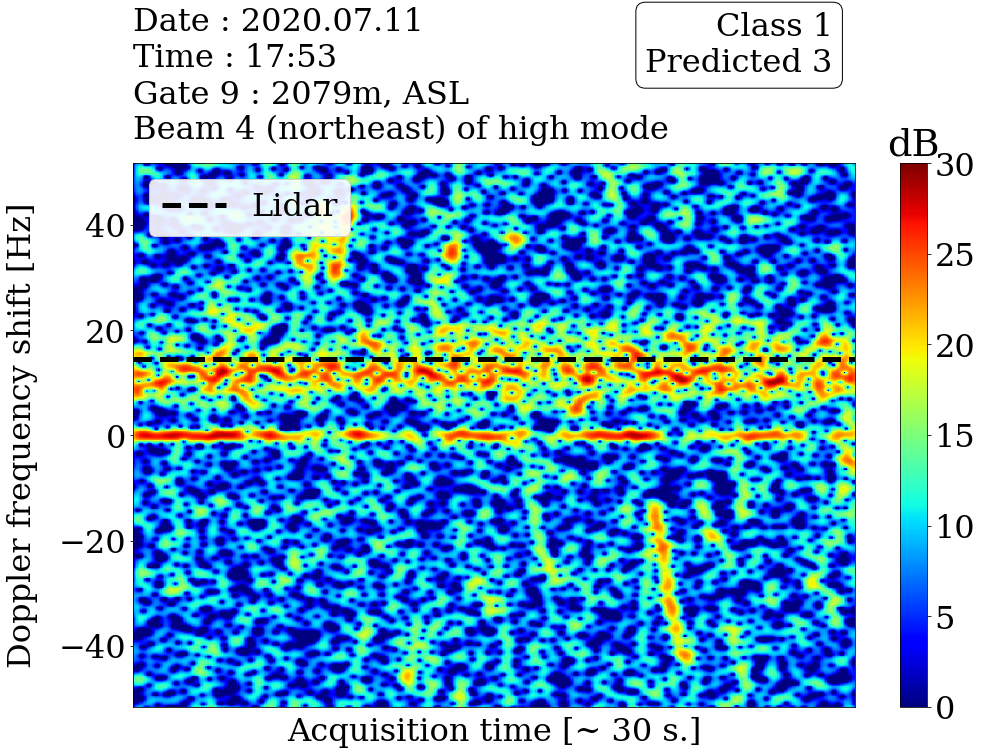 Date : 2020.07.11
Time : 17:53
Gate 9 : 2079m, ASL
Beam 4 (northeast) of high mode
Class 1
Predicted 3
dB
Lidar
Doppler frequency shift [Hz]
40
20
0
−20
−40
30
25
20
15
10
5
0
Acquisition time [~ 30 s.]